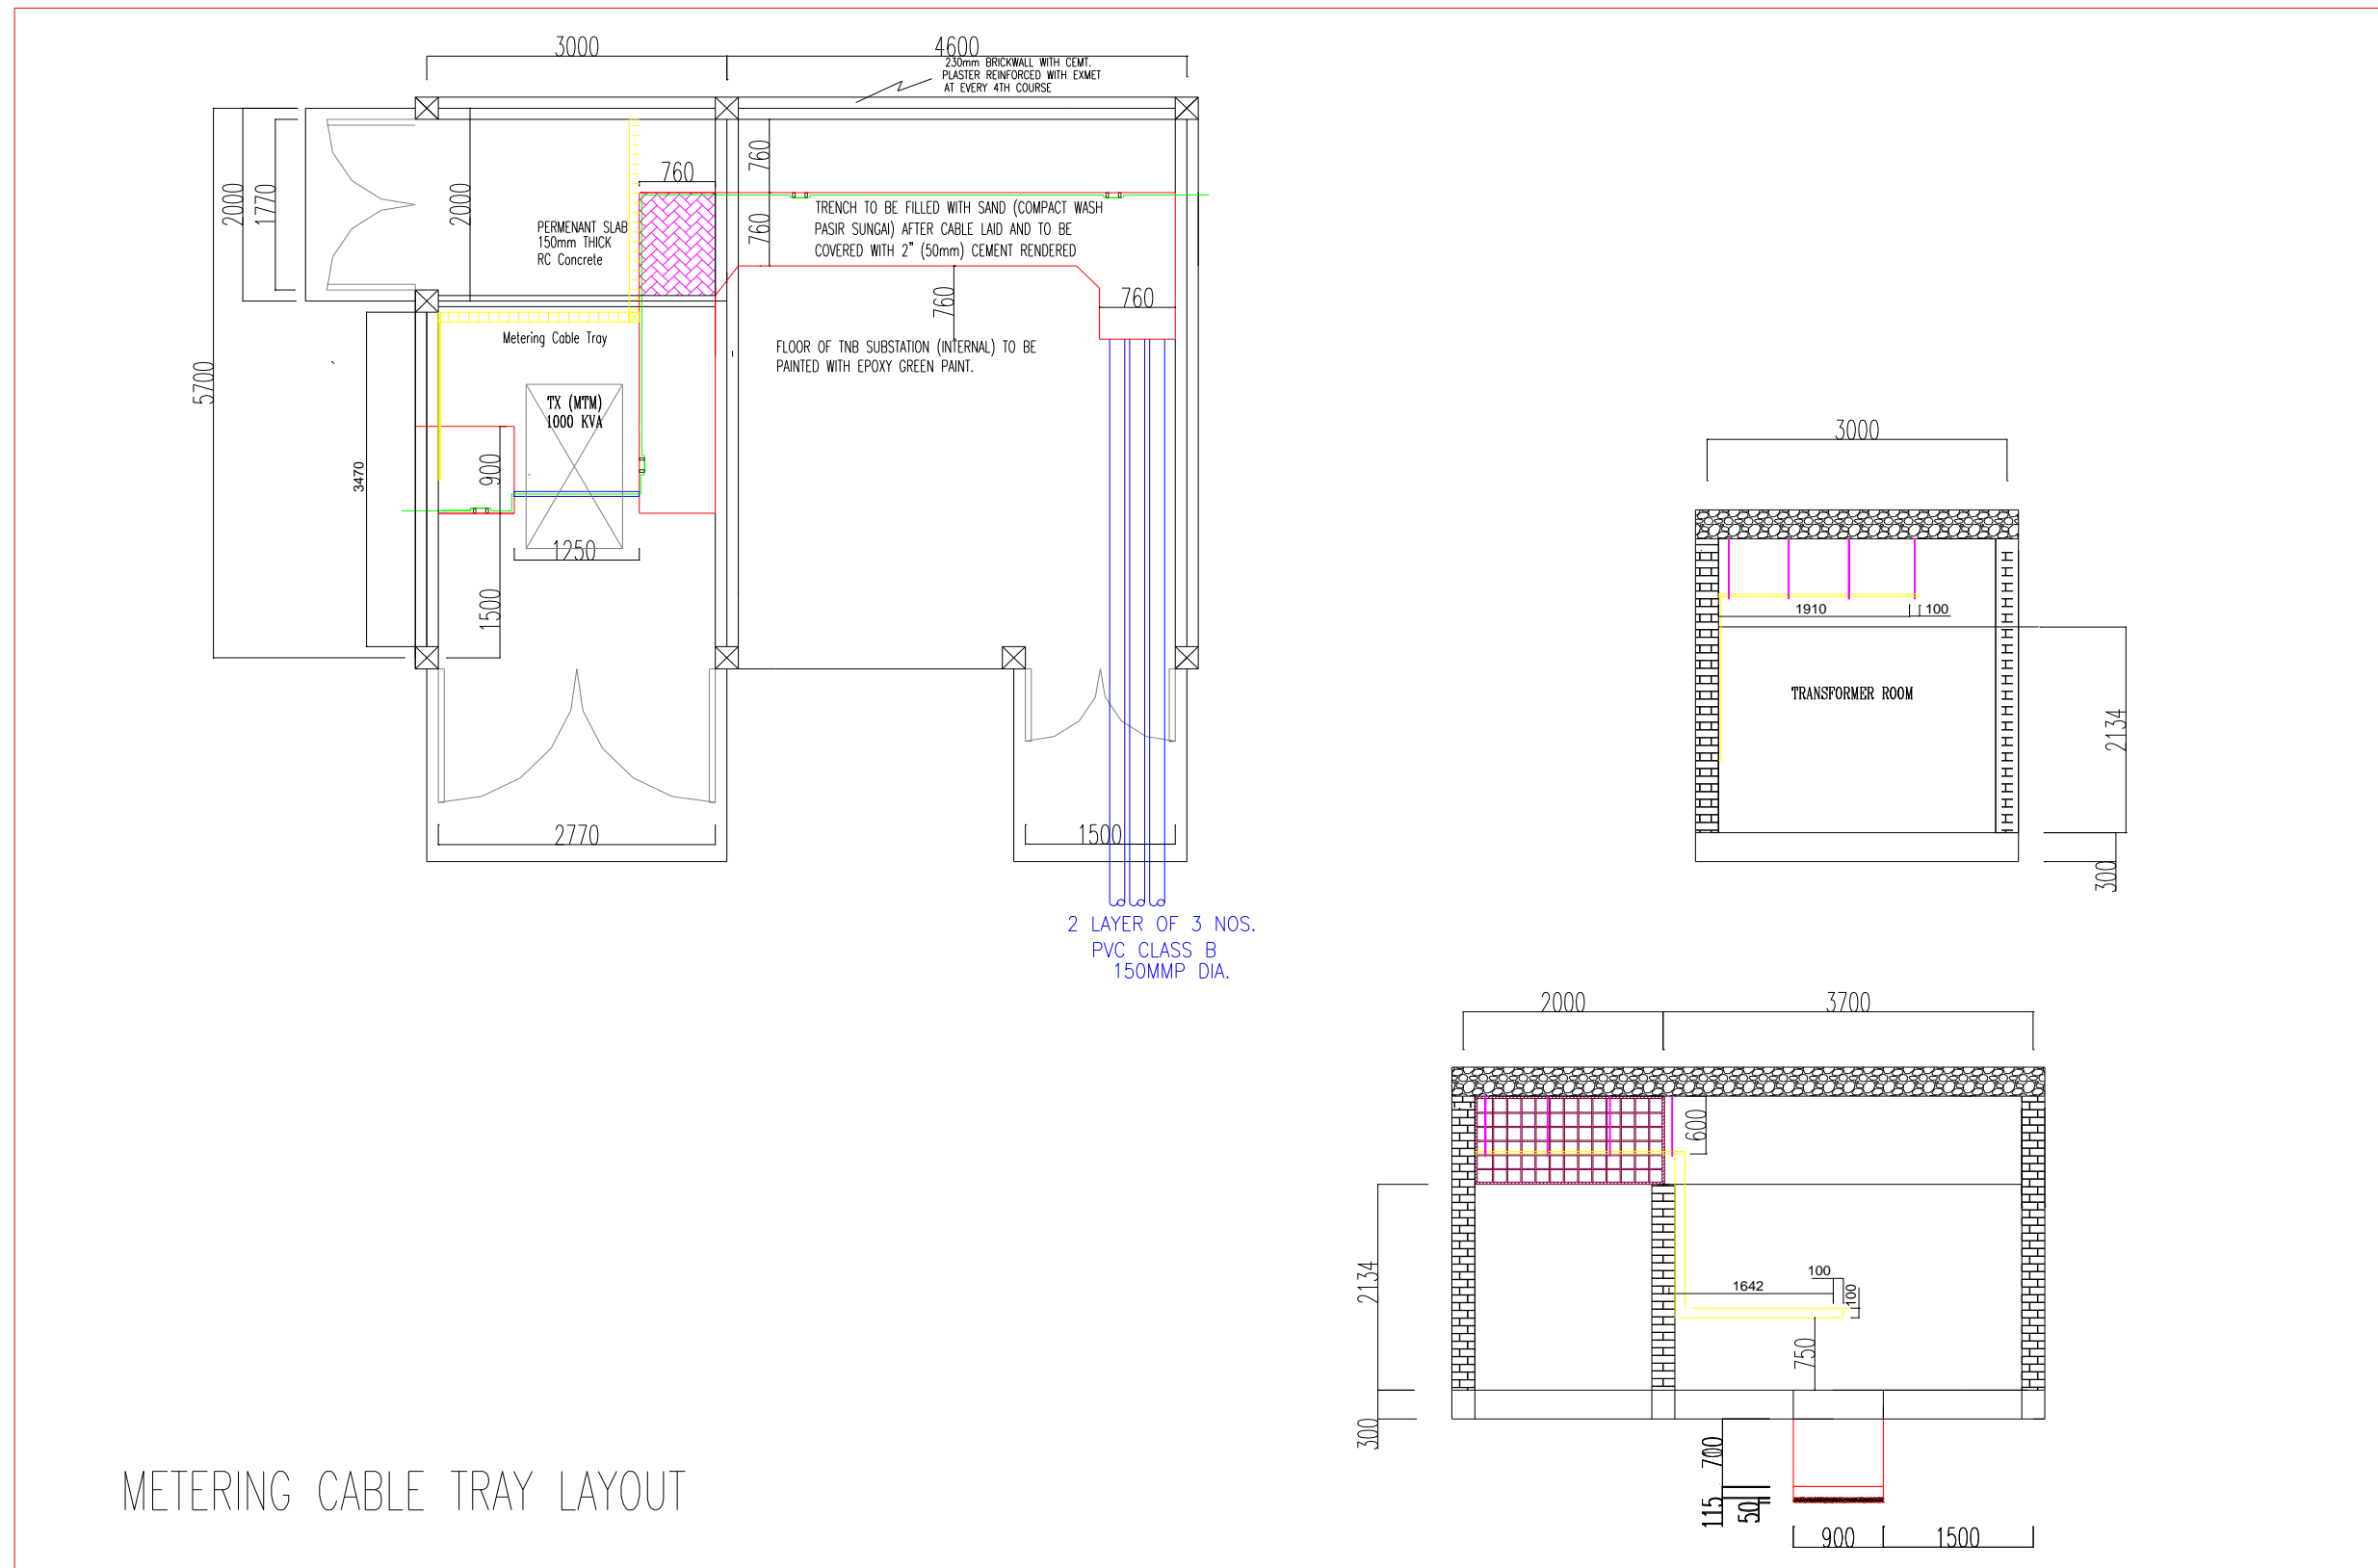 3000
4600
230mm BRICKWALL WITH CEMT.
PLASTER REINFORCED WITH EXMET
AT EVERY 4TH COURSE
760
760
2000
1770
2000
760
PERMENANT SLAB
150mm THICK
RC Concrete
TRENCH TO BE FILLED WITH SAND (COMPACT WASH
PASIR SUNGAI) AFTER CABLE LAID AND TO BE
COVERED WITH 2" (50mm) CEMENT RENDERED
760
760
Metering Cable Tray
FLOOR OF TNB SUBSTATION (INTERNAL) TO BE
PAINTED WITH EPOXY GREEN PAINT.
5700
TX (MTM)
1000 KVA
3470
900
1250
1500
2770
1500
2 LAYER OF 3 NOS.
PVC CLASS B
150MMP DIA.
3000
1910
100
TRANSFORMER ROOM
2134
300
2000
3700
600
2134
100
1642
100
750
300
700
115
50
900
1500
METERING CABLE TRAY LAYOUT